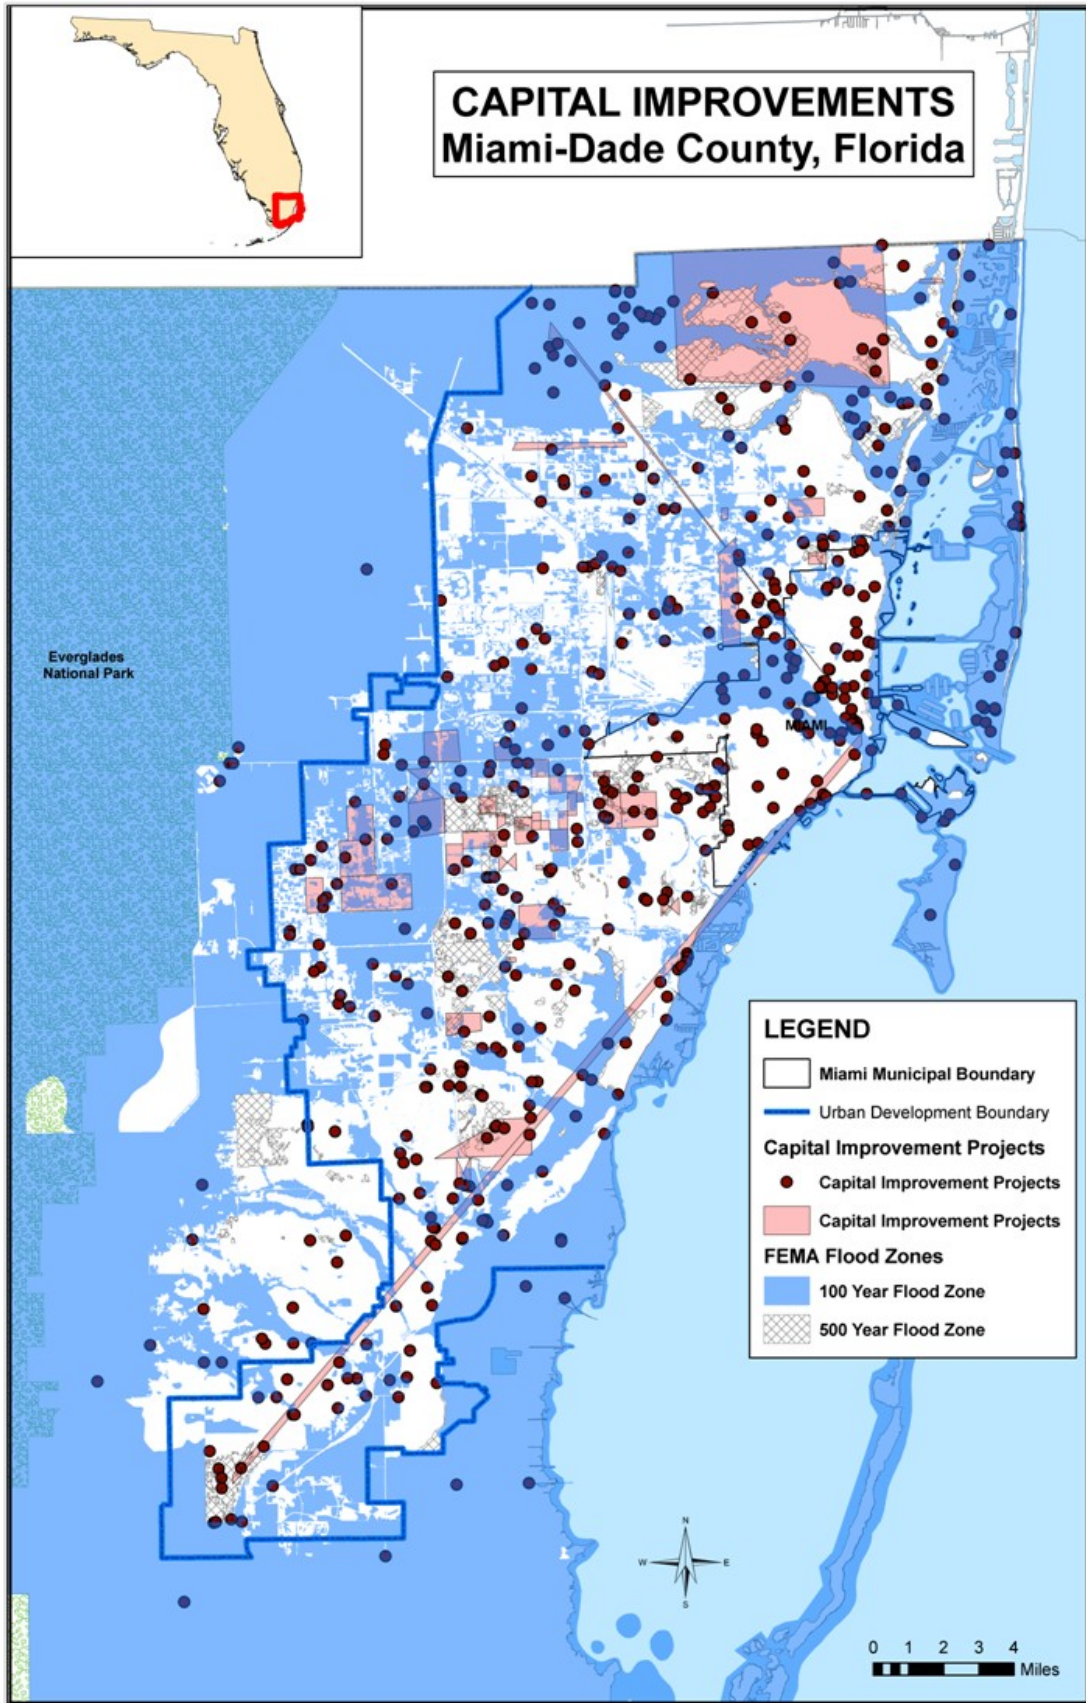 CAPITAL IMPROVEMENTS
Miami-Dade County, Florida
Everglades
National Park
MIAMI
LEGEND
Miami Municipal Boundary
Urban Development Boundary
Capital Improvement Projects
Capital Improvement Projects
Capital Improvement Projects
FEMA Flood Zones
100 Year Flood Zone
500 Year Flood Zone
N
W E
S
0 1 2 3 4
Miles